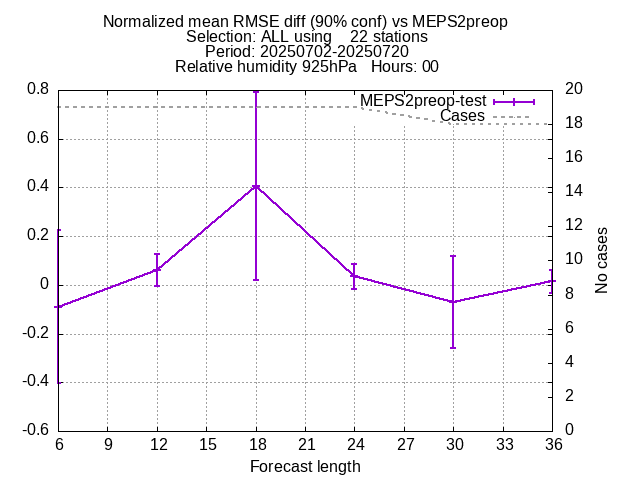 Normalized mean RMSE diff (90% conf) vs MEPS2preop
Selection: ALL using    22 stations
Period: 20250702-20250720
Relative humidity 925hPa   Hours: 00
MEPS2preop-test
Cases
0.8
0.6
0.4
0.2
0
-0.2
-0.4
-0.6
20
18
16
14
12
10
8
6
4
2
0
No cases
6 9 12 15 18 21 24 27 30 33 36
Forecast length